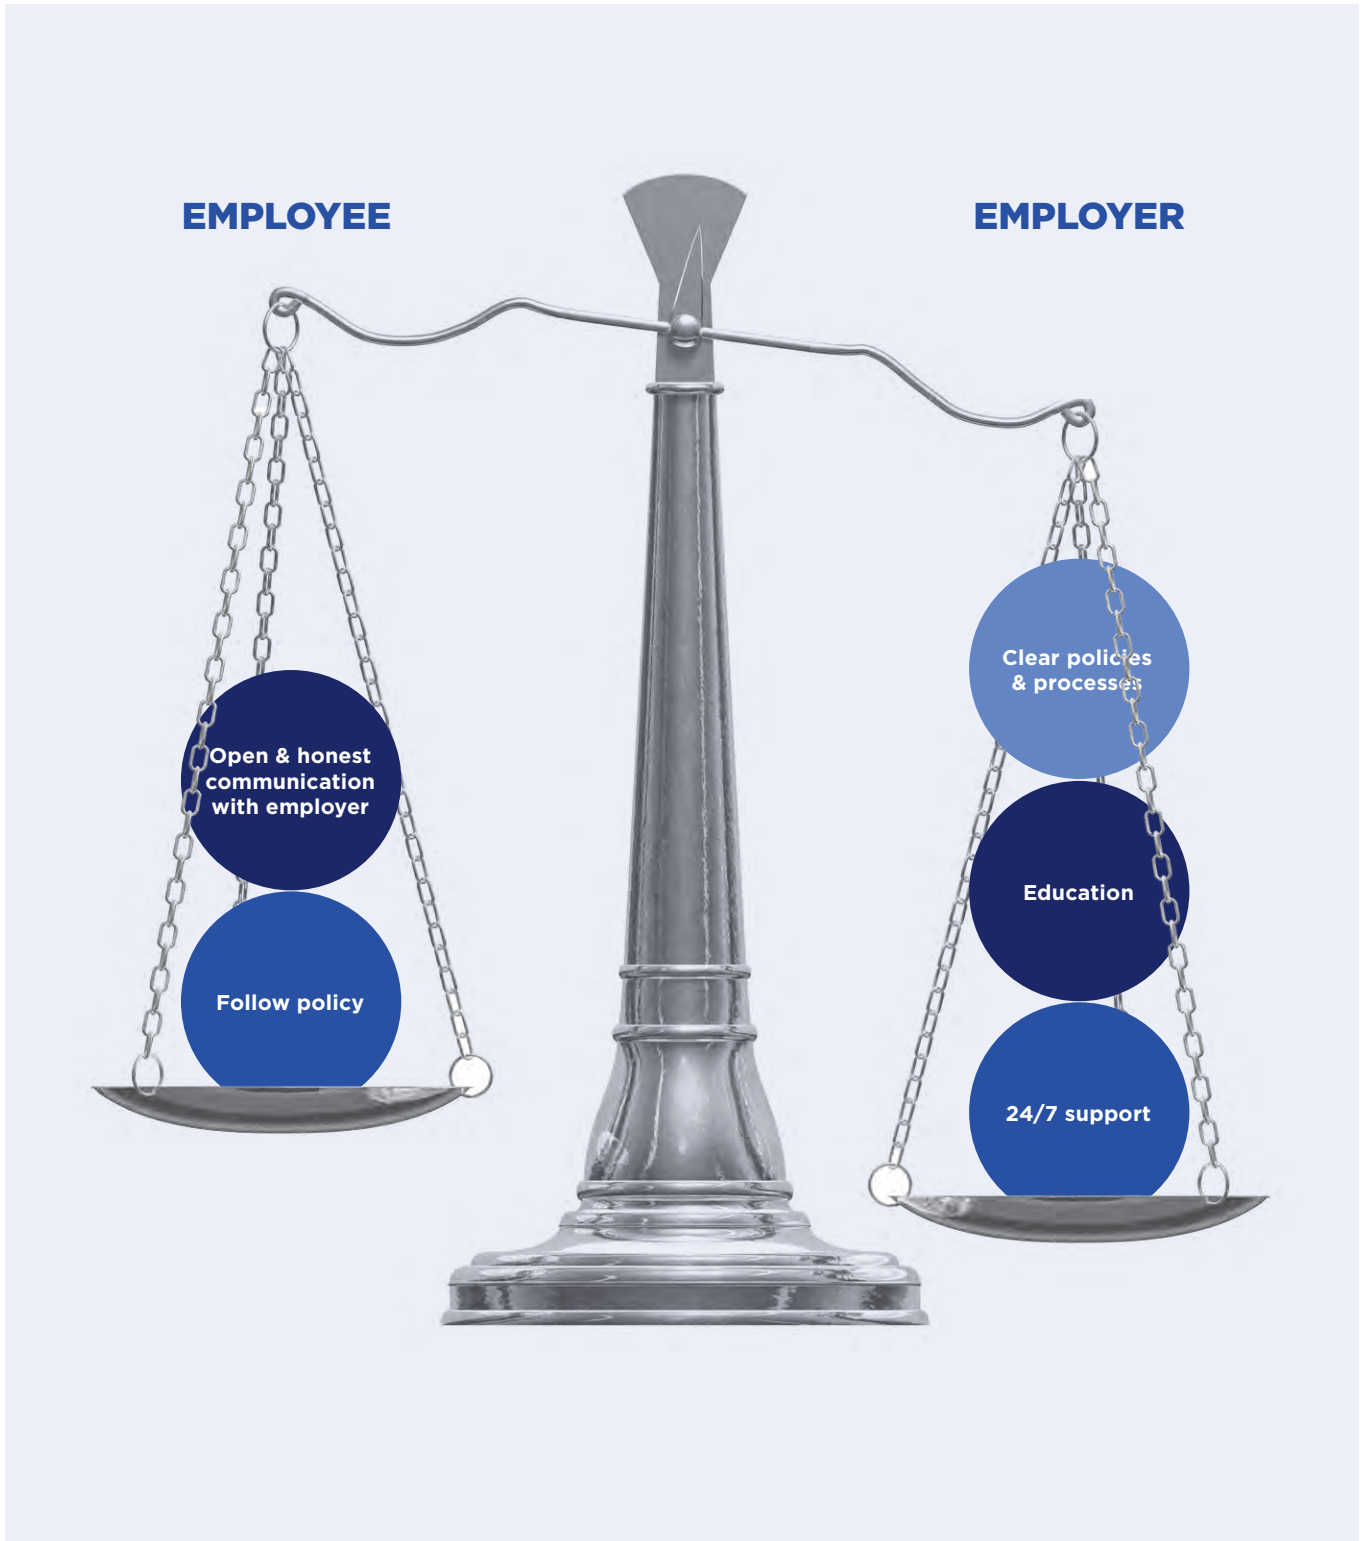 EMPLOYEE
EMPLOYER
Open & honest
communication
with employer
Follow policy
Clear policies
& processes
Education
24/7 support